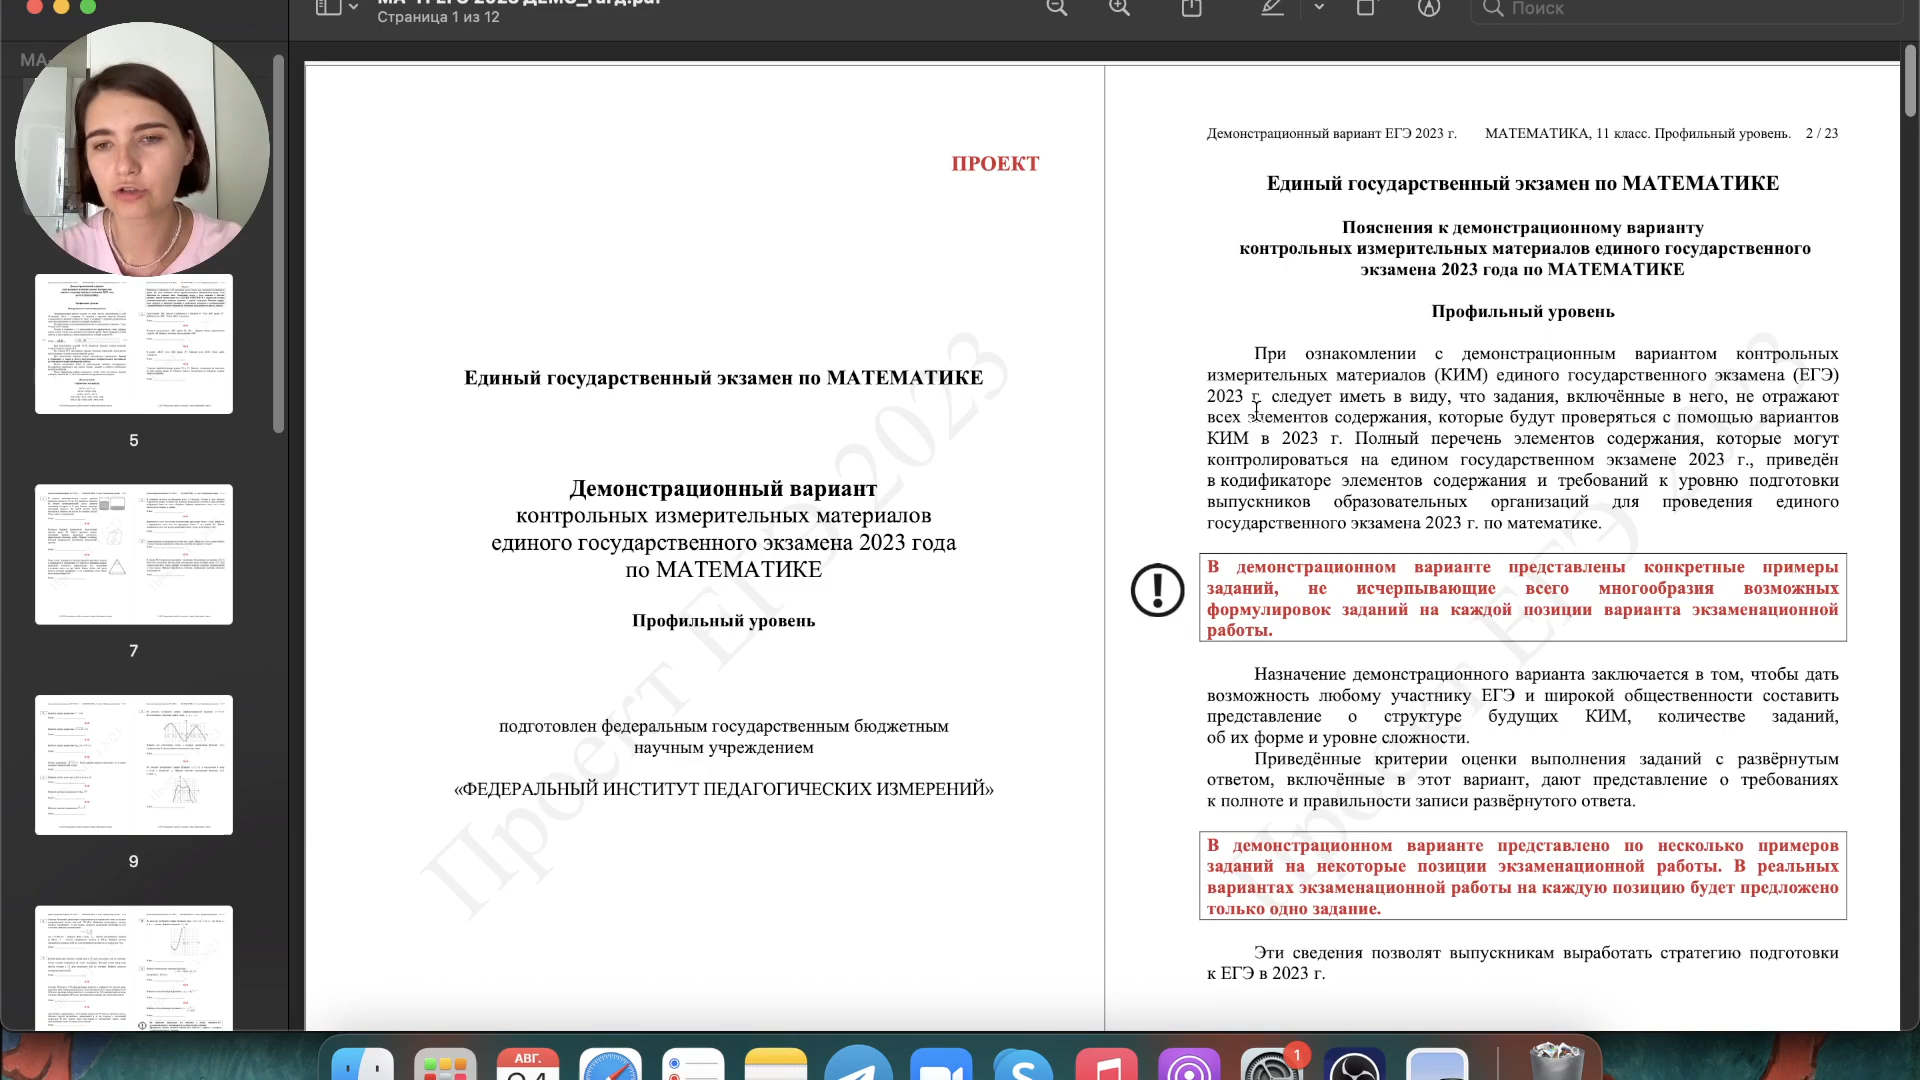 Страница 1 из 12
Поиск
МА-
5
7
9
ПРОЕКТ
Единый государственный экзамен по МАТЕМАТИКЕ
Демонстрационный вариант
контрольных измерительных материалов
единого государственного экзамена 2023 года
по МАТЕМАТИКЕ
Профильный уровень
подготовлен федеральным государственным бюджетным
научным учреждением
«ФЕДЕРАЛЬНЫЙ ИНСТИТУТ ПЕДАГОГИЧЕСКИХ ИЗМЕРЕНИЙ»
Проект ЕГЭ 2023
Демонстрационный вариант ЕГЭ 2023 г. МАТЕМАТИКА, 11 класс. Профильный уровень. 2 / 23
Единый государственный экзамен по МАТЕМАТИКЕ
Пояснения к демонстрационному варианту
контрольных измерительных материалов единого государственного
экзамена 2023 года по МАТЕМАТИКЕ
Профильный уровень
При ознакомлении с демонстрационным вариантом контрольных
измерительных материалов (КИМ) единого государственного экзамена (ЕГЭ)
2023 г. следует иметь в виду, что задания, включённые в него, не отражают
всех элементов содержания, которые будут проверяться с помощью вариантов
КИМ в 2023 г. Полный перечень элементов содержания, которые могут
контролироваться на едином государственном экзамене 2023 г., приведён
в кодификаторе элементов содержания и требований к уровню подготовки
выпускников образовательных организаций для проведения единого
государственного экзамена 2023 г. по математике.
В демонстрационном варианте представлены конкретные примеры
заданий, не исчерпывающие всего многообразия возможных
формулировок заданий на каждой позиции варианта экзаменационной
работы.
Назначение демонстрационного варианта заключается в том, чтобы дать
возможность любому участнику ЕГЭ и широкой общественности составить
представление о структуре будущих КИМ, количестве заданий,
об их форме и уровне сложности.
Приведённые критерии оценки выполнения заданий с развёрнутым
ответом, включённые в этот вариант, дают представление о требованиях
к полноте и правильности записи развёрнутого ответа.
В демонстрационном варианте представлено по несколько примеров
заданий на некоторые позиции экзаменационной работы. В реальных
вариантах экзаменационной работы на каждую позицию будет предложено
только одно задание.
Эти сведения позволят выпускникам выработать стратегию подготовки
к ЕГЭ в 2023 г.
Проект ЕГЭ 2023
АВГ.
1